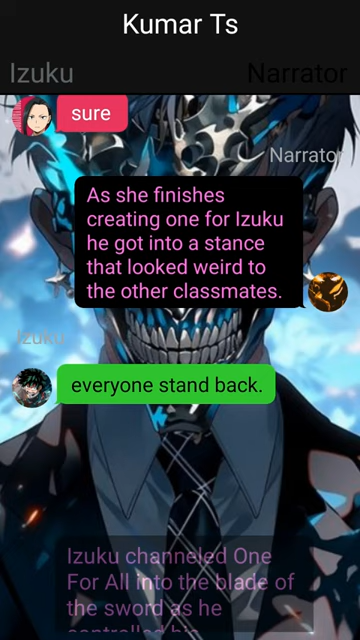 Kumar Ts
Izuku
Narrator
sure
Narrator
As she finishes
creating one for Izuku
he got into a stance
that looked weird to
the other classmates.
Izuku
everyone stand back.
Izuku channeled One
For All into the blade of
the sword as he
controlled his